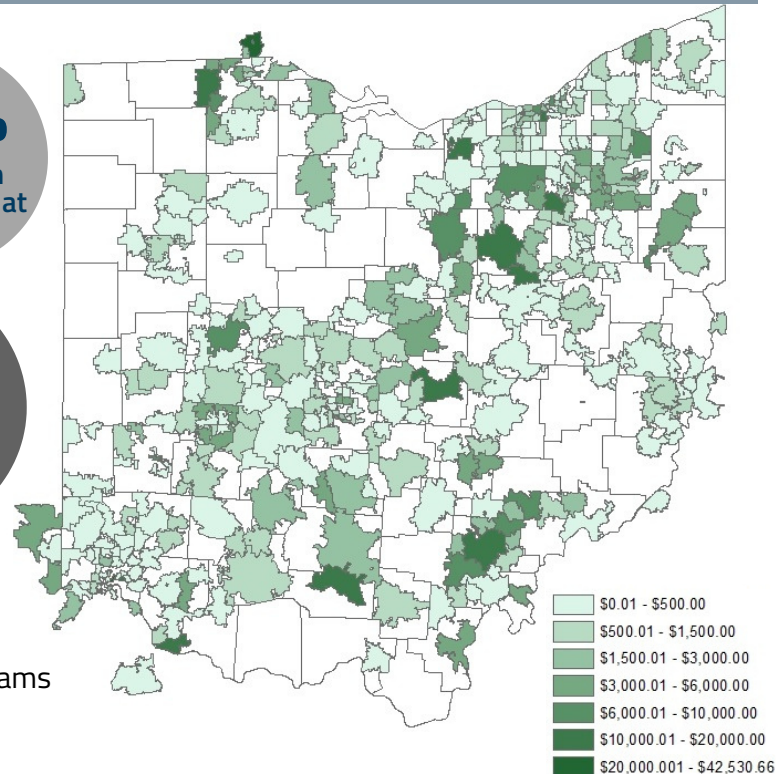 at
ams
$0.01 - $500.00
$500.01 - $1,500.00
$1,500.01 - $3,000.00
$3,000.01 - $6,000.00
$6,000.01 - $10,000.00
$10,000.01 - $20,000.00
$20,000.001 - $42,530.66